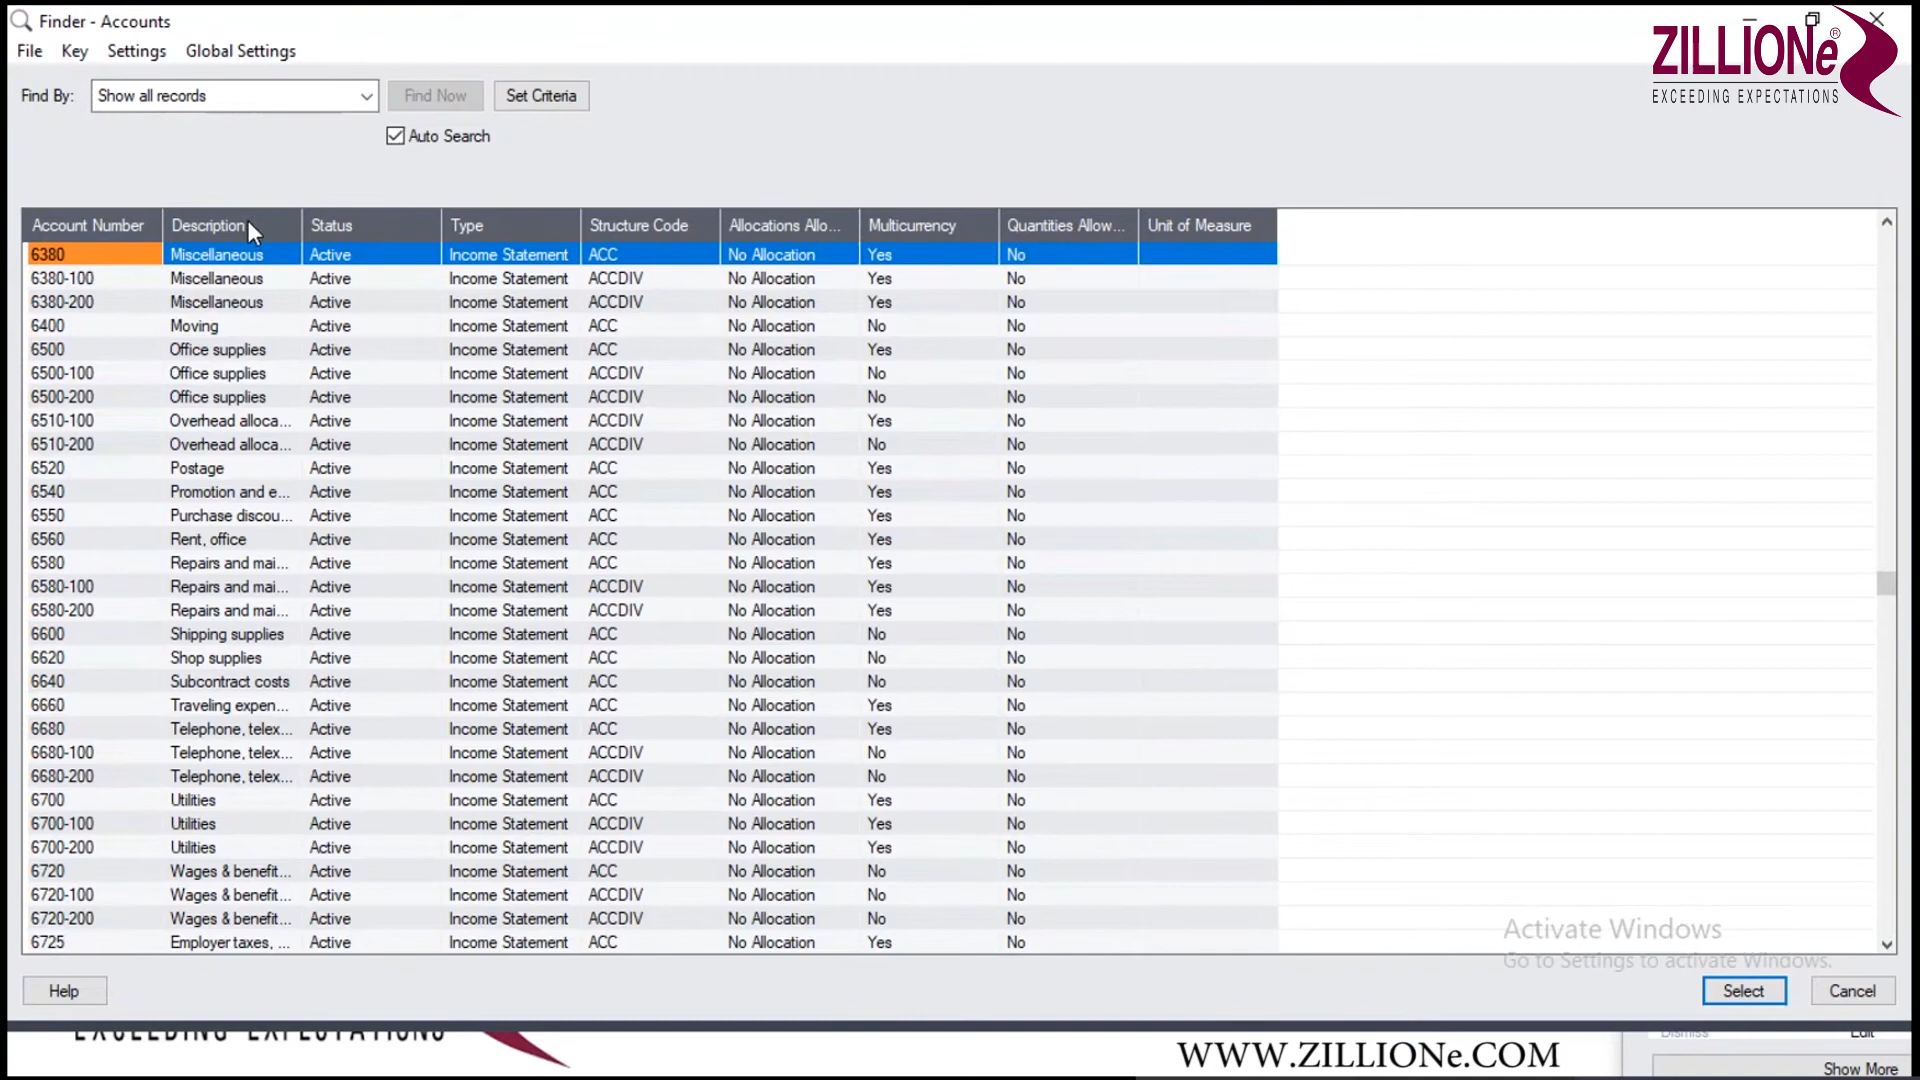 Finder - Accounts
File Key Settings Global Settings
ZILLIONe®
EXCEEDING EXPECTATIONS
Find By: Show all records Find Now Set Criteria
Auto Search
Account Number Description Status Type Structure Code Allocations Allo... Multicurrency Quantities Allow... Unit of Measure
6380 Miscellaneous Active Income Statement ACC No Allocation Yes No
6380-100 Miscellaneous Active Income Statement ACCDIV No Allocation Yes No
6380-200 Miscellaneous Active Income Statement ACCDIV No Allocation Yes No
6400 Moving Active Income Statement ACC No Allocation No No
6500 Office supplies Active Income Statement ACC No Allocation Yes No
6500-100 Office supplies Active Income Statement ACCDIV No Allocation No No
6500-200 Office supplies Active Income Statement ACCDIV No Allocation No No
6510-100 Overhead alloca... Active Income Statement ACCDIV No Allocation Yes No
6510-200 Overhead alloca... Active Income Statement ACCDIV No Allocation No No
6520 Postage Active Income Statement ACC No Allocation Yes No
6540 Promotion and e... Active Income Statement ACC No Allocation Yes No
6550 Purchase discou... Active Income Statement ACC No Allocation Yes No
6560 Rent, office Active Income Statement ACC No Allocation Yes No
6580 Repairs and mai... Active Income Statement ACC No Allocation Yes No
6580-100 Repairs and mai... Active Income Statement ACCDIV No Allocation Yes No
6580-200 Repairs and mai... Active Income Statement ACCDIV No Allocation Yes No
6600 Shipping supplies Active Income Statement ACC No Allocation No No
6620 Shop supplies Active Income Statement ACC No Allocation No No
6640 Subcontract costs Active Income Statement ACC No Allocation No No
6660 Traveling expen... Active Income Statement ACC No Allocation Yes No
6680 Telephone, telex... Active Income Statement ACC No Allocation Yes No
6680-100 Telephone, telex... Active Income Statement ACCDIV No Allocation No No
6680-200 Telephone, telex... Active Income Statement ACCDIV No Allocation No No
6700 Utilities Active Income Statement ACC No Allocation Yes No
6700-100 Utilities Active Income Statement ACCDIV No Allocation Yes No
6700-200 Utilities Active Income Statement ACCDIV No Allocation Yes No
6720 Wages & benefit... Active Income Statement ACC No Allocation No No
6720-100 Wages & benefit... Active Income Statement ACCDIV No Allocation No No
6720-200 Wages & benefit... Active Income Statement ACCDIV No Allocation No No
6725 Employer taxes, ... Active Income Statement ACC No Allocation Yes No
Activate Windows
Go to Settings to activate Windows.
Help Select Cancel
EXCEEDING EXPECTATIONS
Dismiss Edit
WWW.ZILLIONe.COM
Show More